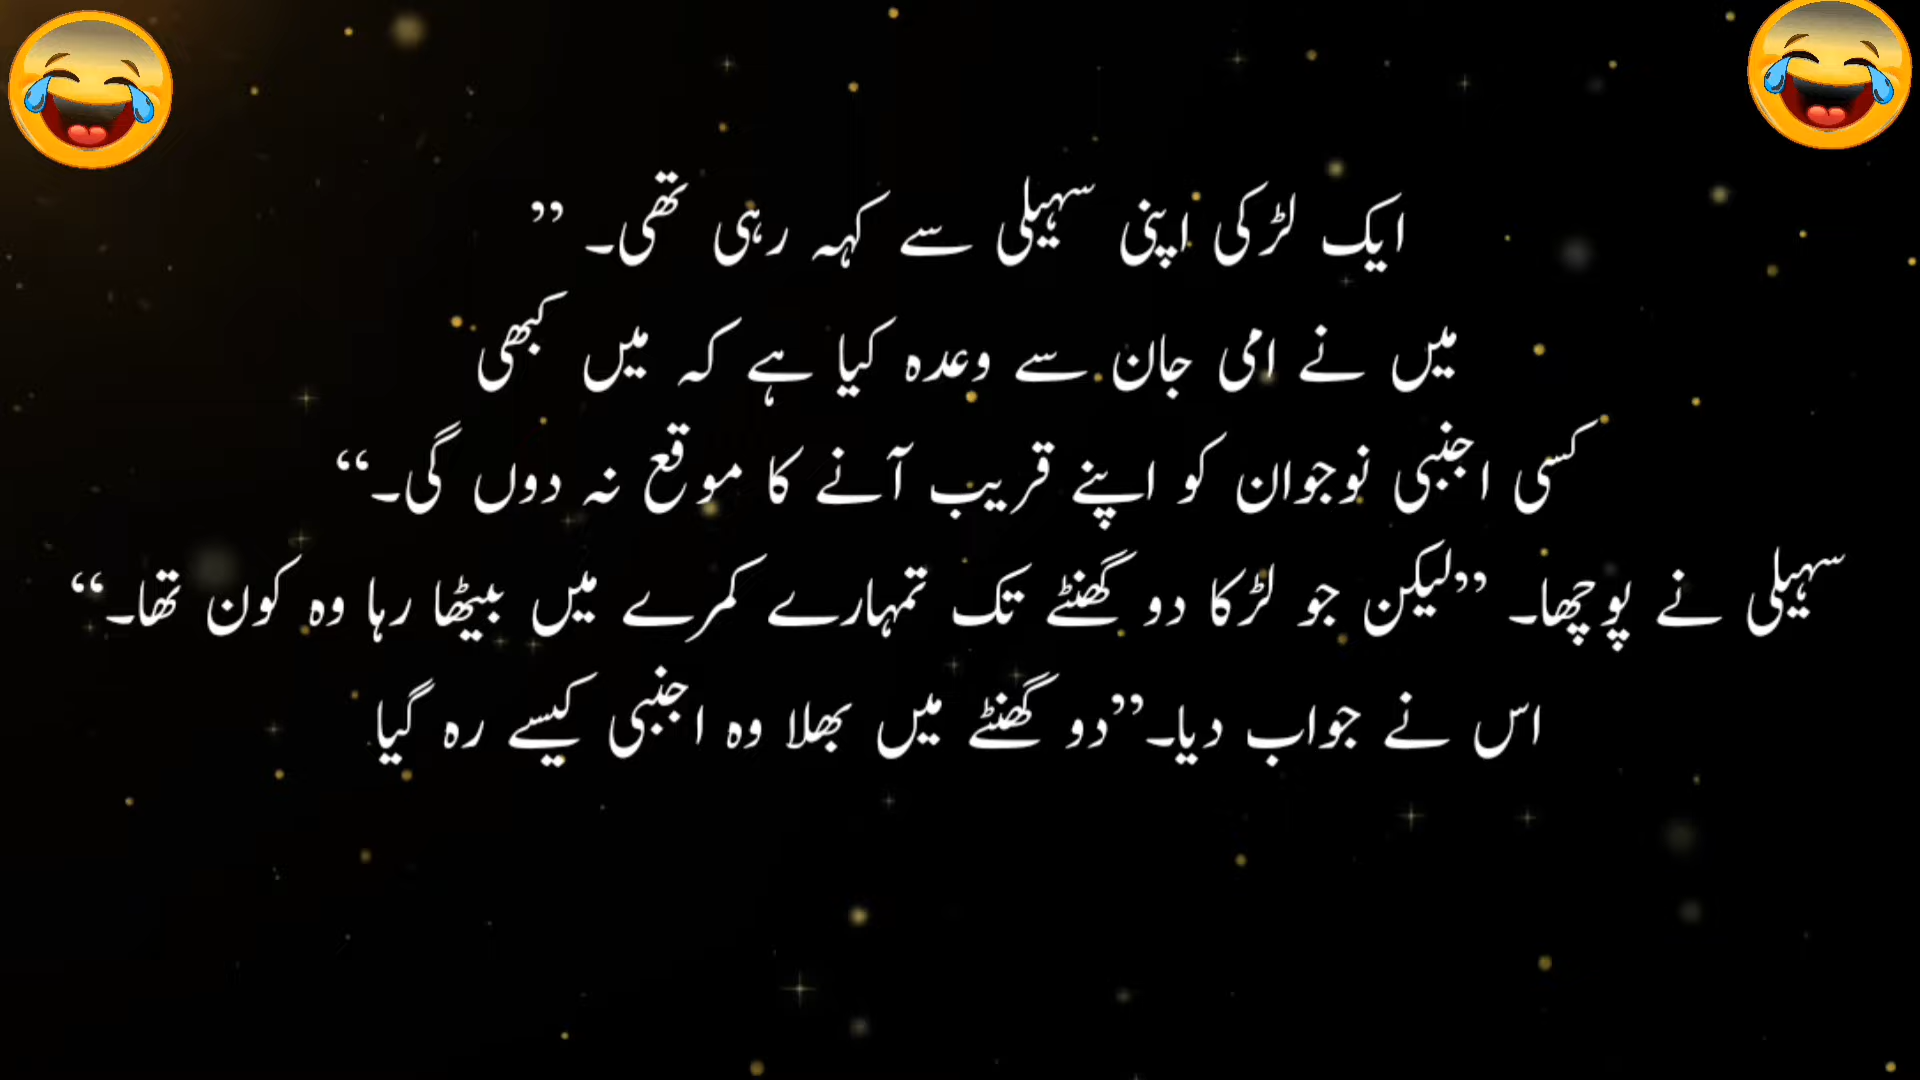 ایک لڑکی اپنی سہیلی سے کہہ رہی تھی۔ ”
میں نے امی جان سے وعدہ کیا ہے کہ میں کبھی
کسی اجنبی نوجوان کو اپنے قریب آنے کا موقع نہ دوں گی۔“
سہیلی نے پوچھا۔ ”لیکن جو لڑکا دو گھنٹے تک تمہارے کمرے میں بیٹھا رہا وہ کون تھا۔“
اس نے جواب دیا۔”دو گھنٹے میں بھلا وہ اجنبی کیسے رہ گیا